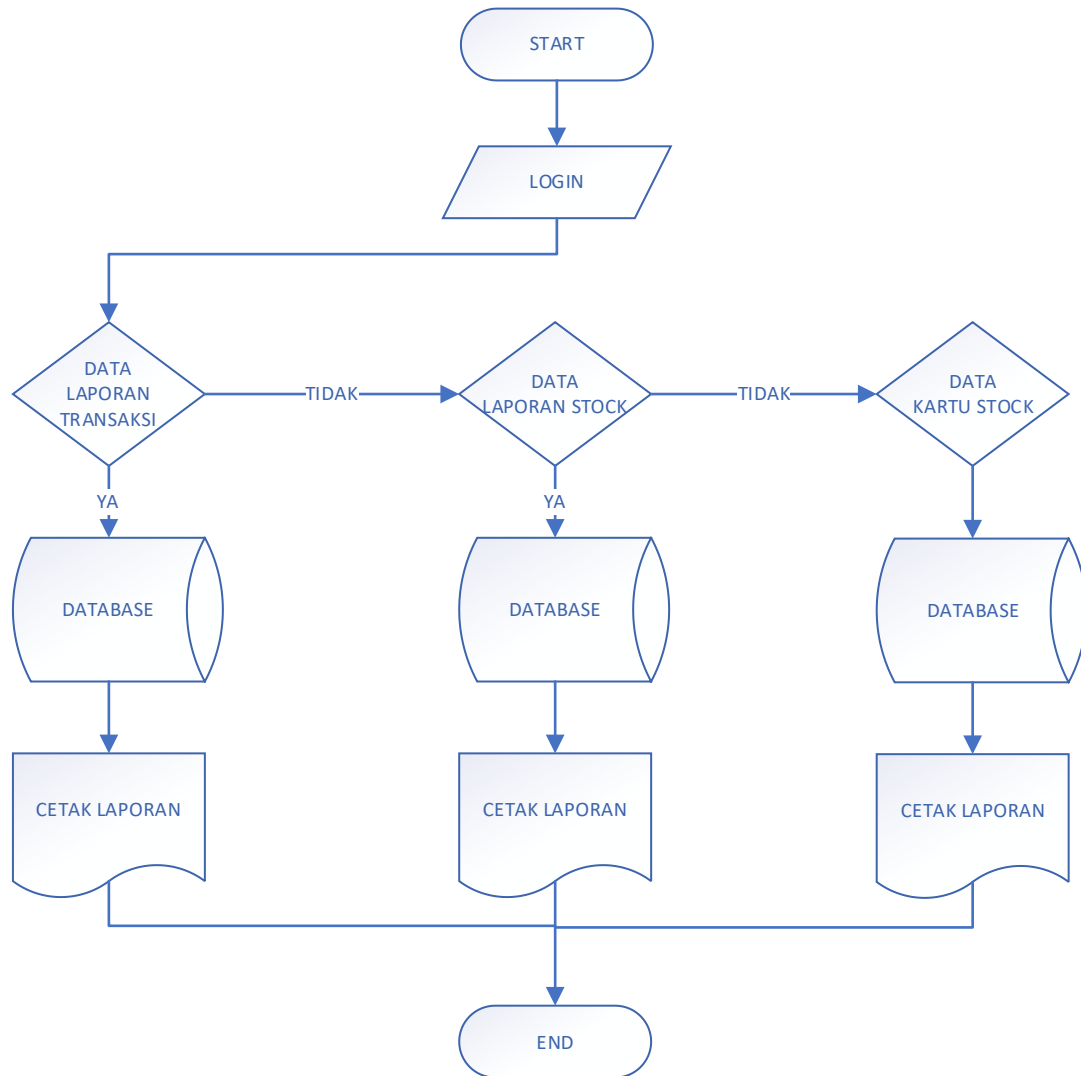 START
LOGIN
DATA
LAPORAN
TRANSAKSI
TIDAK
DATA
LAPORAN STOCK
TIDAK
DATA
KARTU STOCK
YA
YA
DATABASE
DATABASE
DATABASE
CETAK LAPORAN
CETAK LAPORAN
CETAK LAPORAN
END